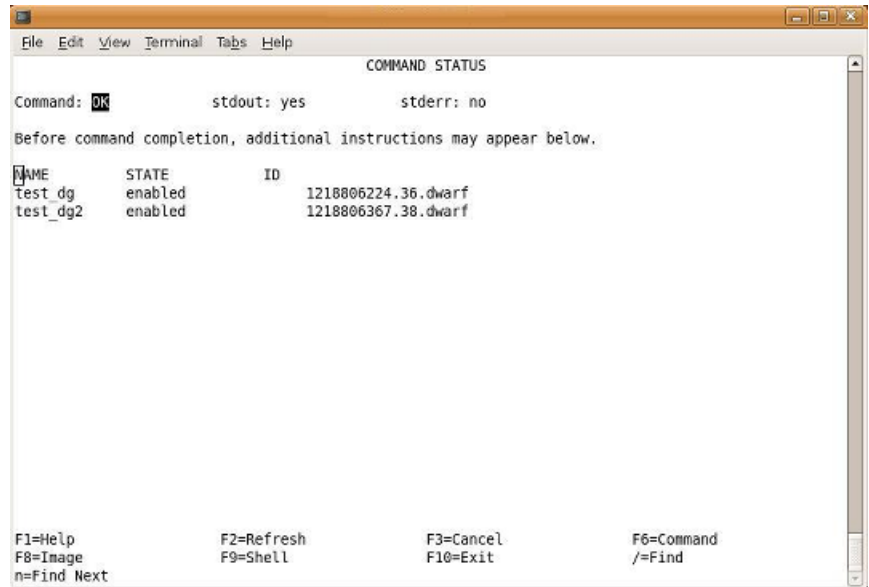 File Edit View Terminal Tabs Help
COMMAND STATUS
Command: OK stdout: yes stderr: no
Before command completion, additional instructions may appear below.
NAME STATE ID
test_dg enabled 1218806224.36.dwarf
test_dg2 enabled 1218806367.38.dwarf
F1=Help F2=Refresh F3=Cancel F6=Command
F8=Image F9=Shell F10=Exit /=Find
n=Find Next